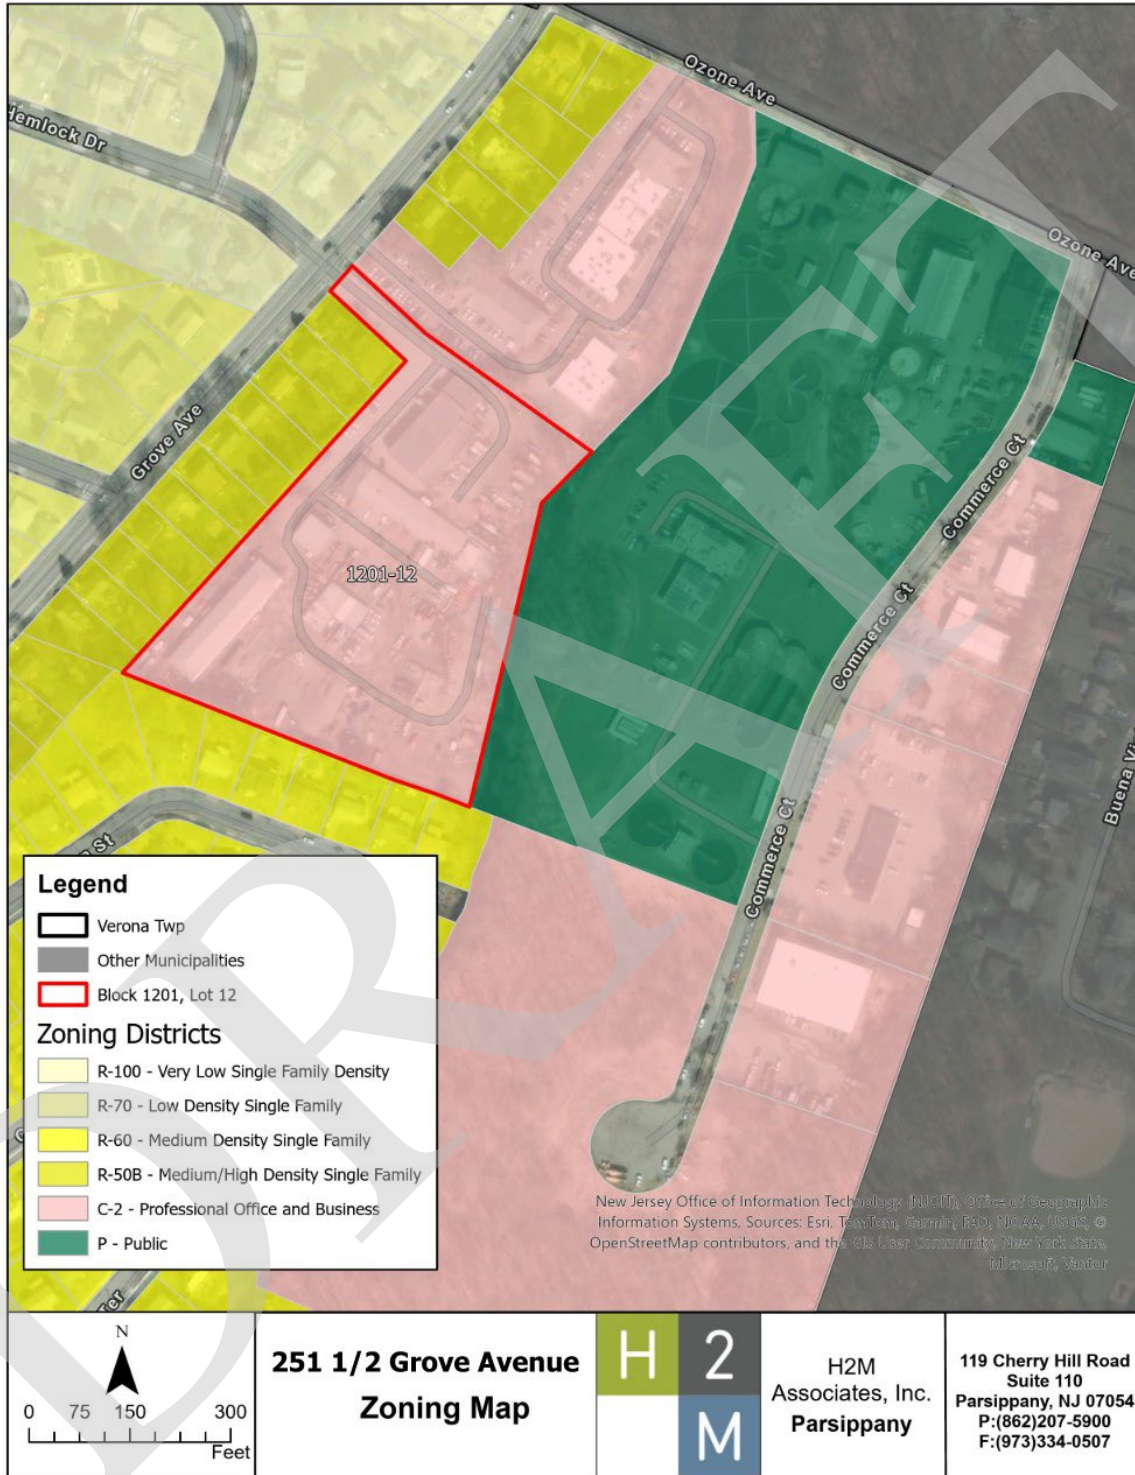 Ozone Ave
Hemlock Dr
Ozone Ave
Grove Ave
Commerce Ct
1201-12
Commerce Ct
Buena Vi
Commerce Ct
St
Legend
Verona Twp
Other Municipalities
Block 1201, Lot 12
Zoning Districts
R-100 - Very Low Single Family Density
R-70 - Low Density Single Family
R-60 - Medium Density Single Family
R-50B - Medium/High Density Single Family
C-2 - Professional Office and Business
P - Public
New Jersey Office of Information Technology (NJOIT), Office of Geographic
Information Systems, Sources: Esri, TomTom, Garmin, FAO, NOAA, USGS, ©
OpenStreetMap contributors, and the GIS User Community, New York State,
Microsoft, Vantor
Ter
DRAFT
N
0 75 150 300
Feet
251 1/2 Grove Avenue
Zoning Map
H2M
H2M
Associates, Inc.
Parsippany
119 Cherry Hill Road
Suite 110
Parsippany, NJ 07054
P:(862)207-5900
F:(973)334-0507